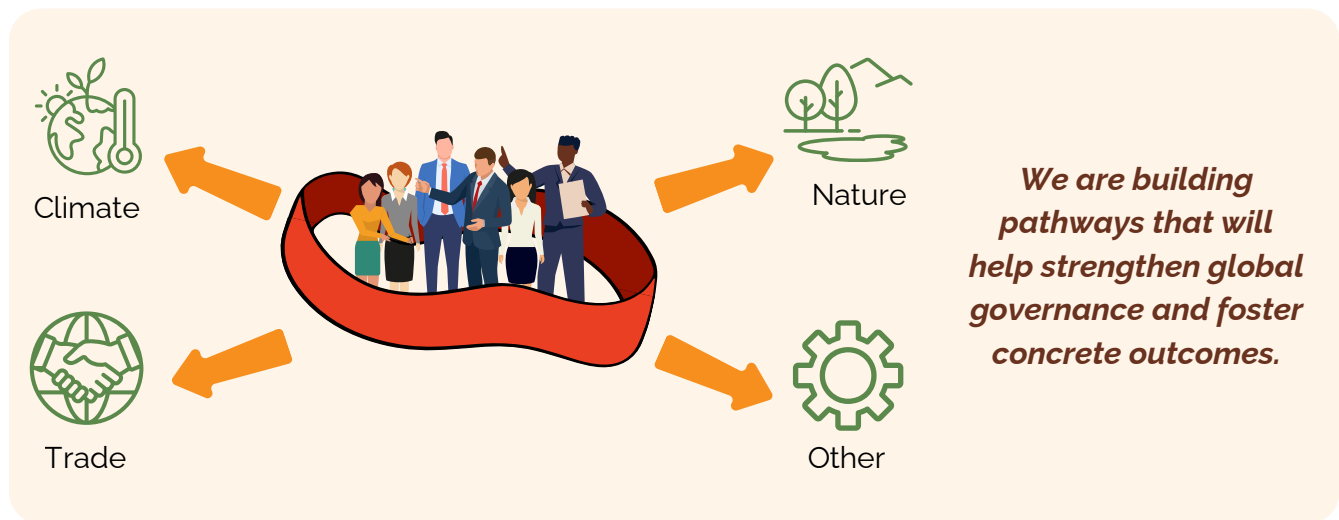 Climate
Nature
We are building
pathways that will
help strengthen global
governance and foster
concrete outcomes.
Trade
Other